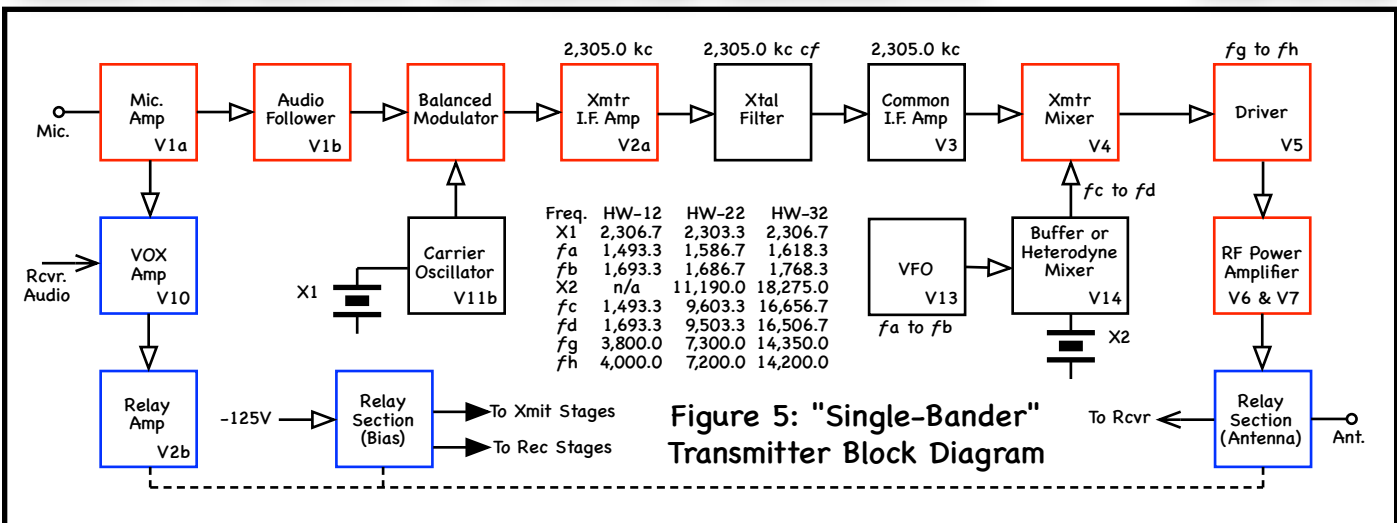 2,305.0 kc
2,305.0 kc cf
2,305.0 kc
fg to fh
Mic.
Mic.
Amp
V1a
Audio
Follower
V1b
Balanced
Modulator
Xmtr
I.F. Amp
V2a
Xtal
Filter
Common
I.F. Amp
V3
Xmtr
Mixer
V4
Driver
V5
fc to fd
Rcvr.
Audio
VOX
Amp
V10
X1
Carrier
Oscillator
V11b
Freq. HW-12 HW-22 HW-32
X1 2,306.7 2,303.3 2,306.7
fa 1,493.3 1,586.7 1,618.3
fb 1,693.3 1,686.7 1,768.3
X2 n/a 11,190.0 18,275.0
fc 1,493.3 9,603.3 16,656.7
fd 1,693.3 9,503.3 16,506.7
fg 3,800.0 7,300.0 14,350.0
fh 4,000.0 7,200.0 14,200.0
VFO
V13
fa to fb
Buffer or
Heterodyne
Mixer
V14
X2
RF Power
Amplifier
V6 & V7
Relay
Amp
V2b
-125V
Relay
Section
(Bias)
To Xmit Stages
To Rec Stages
Figure 5: "Single-Bander"
Transmitter Block Diagram
To Rcvr
Relay
Section
(Antenna)
Ant.